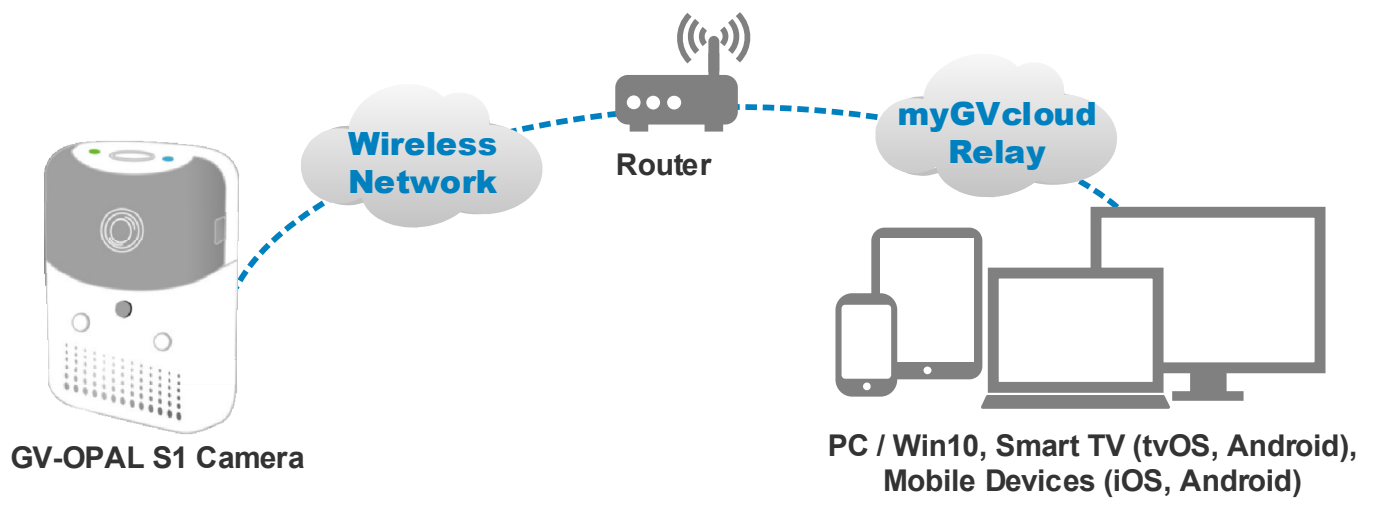 Wireless
Network
Router
myGVcloud
Relay
GV-OPAL S1 Camera
PC / Win10, Smart TV (tvOS, Android),
Mobile Devices (iOS, Android)